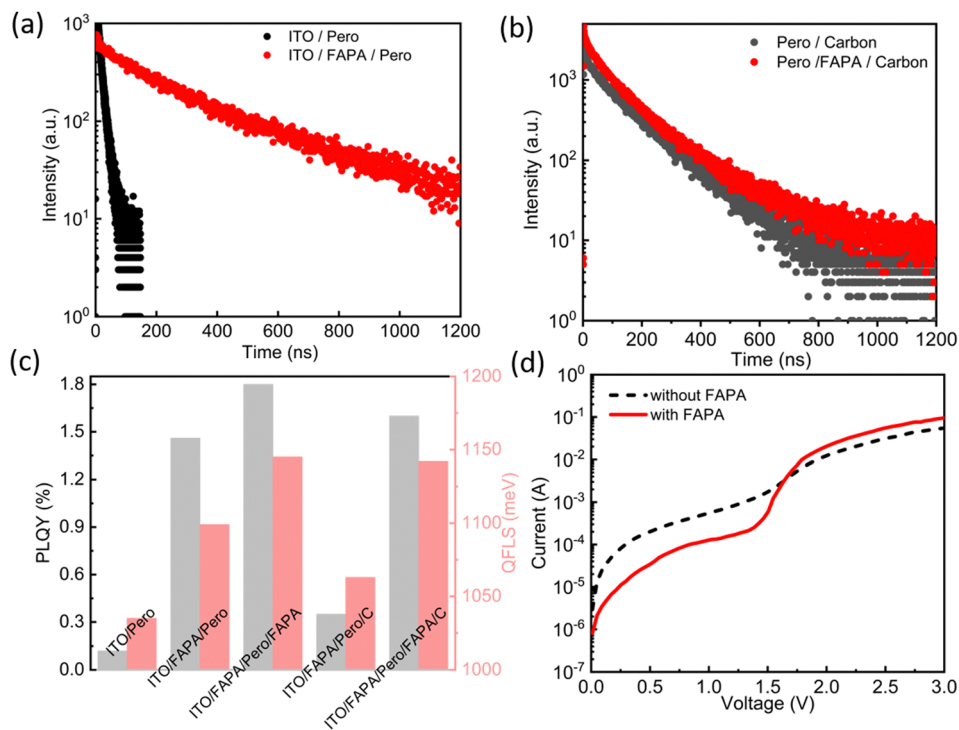 (a)
10³
10²
10¹
10⁰
Intensity (a.u.)
ITO / Pero
ITO / FAPA / Pero
0 200 400 600 800 1000 1200
Time (ns)
(b)
10³
10²
10¹
10⁰
Intensity (a.u.)
Pero / Carbon
Pero /FAPA / Carbon
0 200 400 600 800 1000 1200
Time (ns)
(c)
1.8
1.5
1.2
0.9
0.6
0.3
0.0
PLQY (%)
ITO/Pero
ITO/FAPA/Pero
ITO/FAPA/Pero/FAPA
ITO/FAPA/Pero/C
ITO/FAPA/Pero/FAPA/C
1200
1150
1100
1050
1000
QFLS (meV)
(d)
10⁰
10⁻¹
10⁻²
10⁻³
10⁻⁴
10⁻⁵
10⁻⁶
10⁻⁷
Current (A)
without FAPA
with FAPA
0.0 0.5 1.0 1.5 2.0 2.5 3.0
Voltage (V)